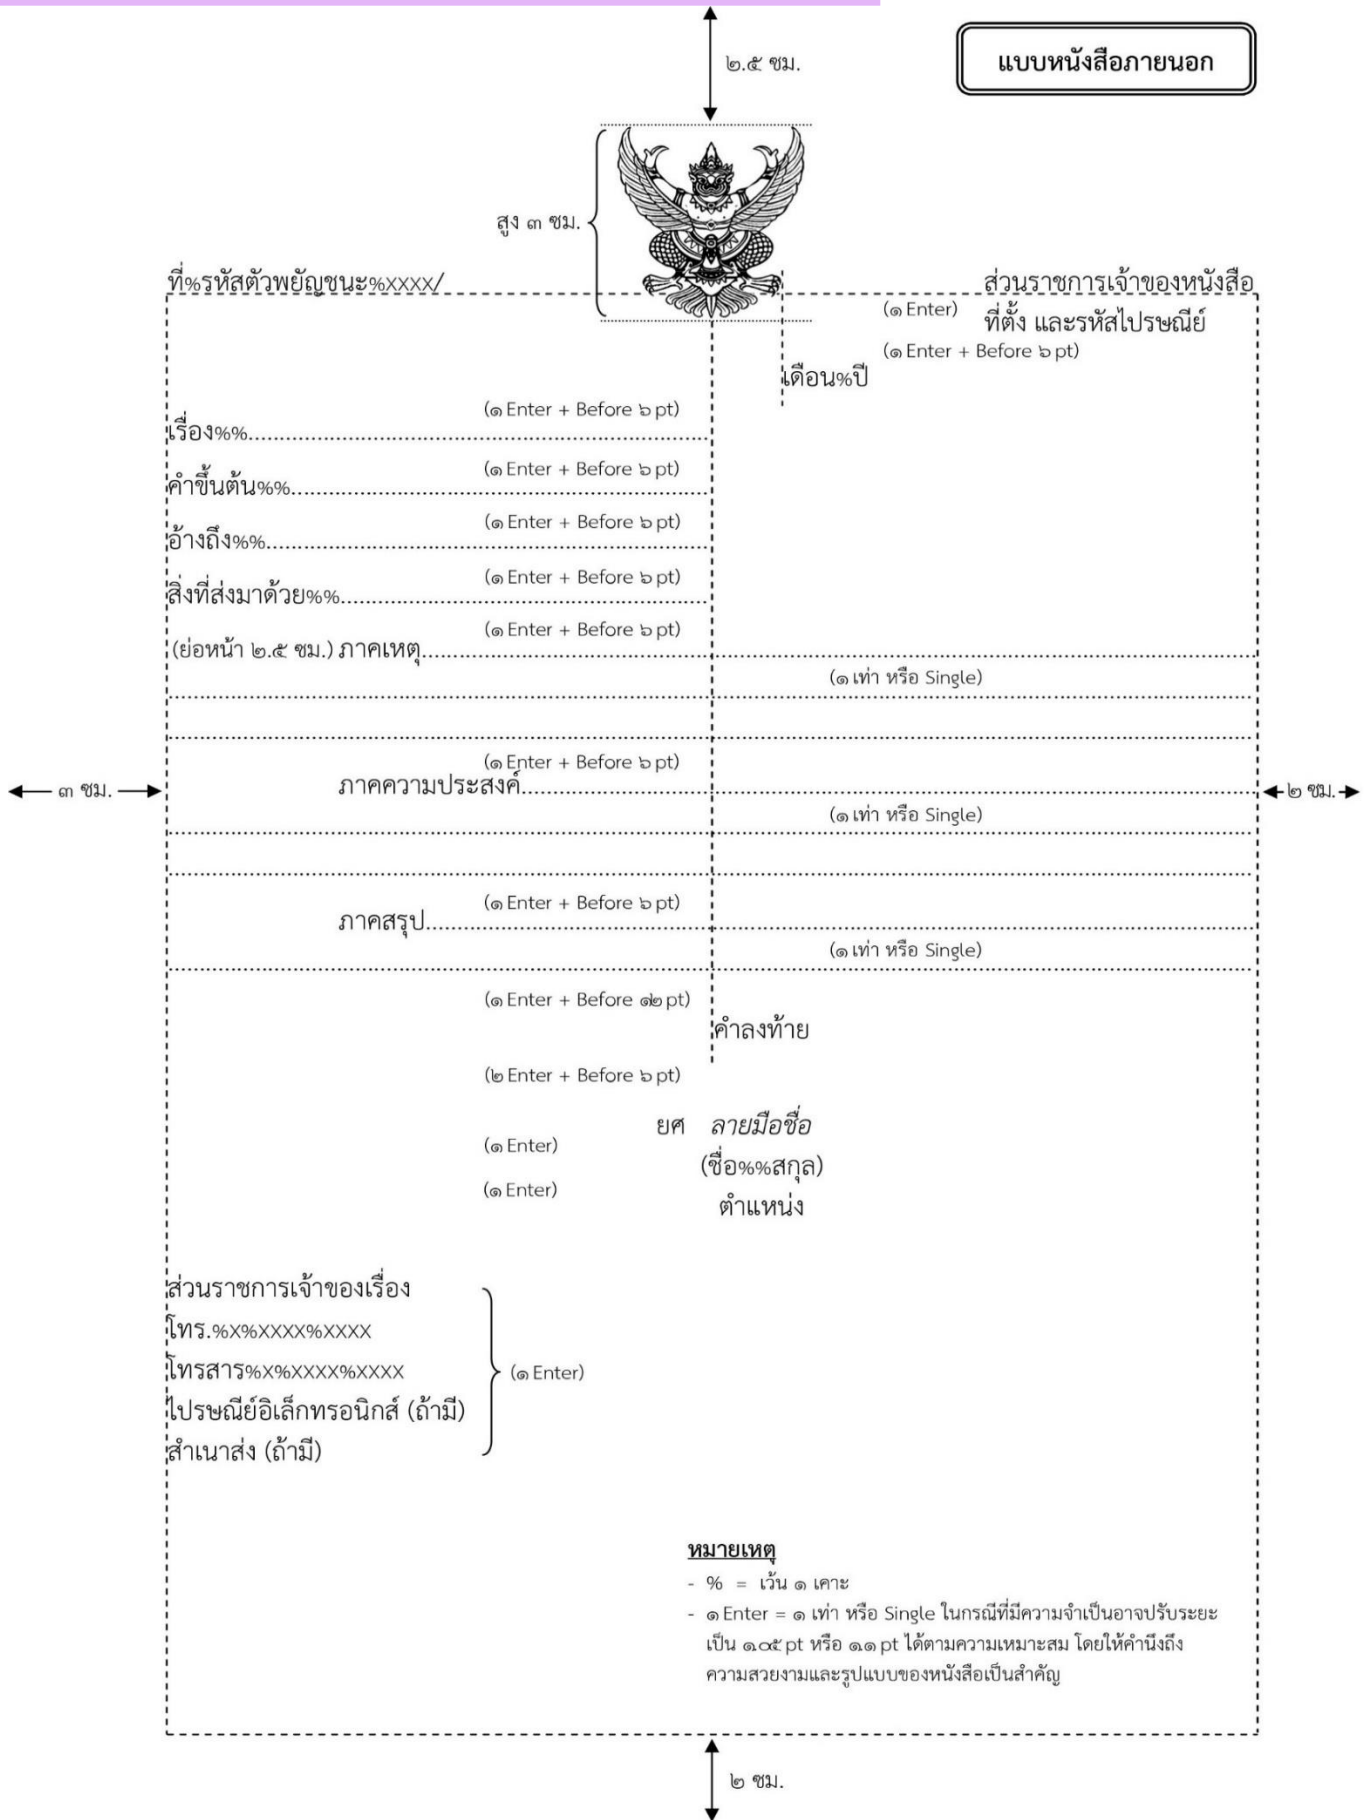 ๒.๕ ซม.
แบบหนังสือภายนอก
สูง ๓ ซม.
ที่%รหัสตัวพยัญชนะ%XXXX/
ส่วนราชการเจ้าของหนังสือ
(๑ Enter)
ที่ตั้ง และรหัสไปรษณีย์
(๑ Enter + Before ๖ pt)
เดือน%ปี
(๑ Enter + Before ๖ pt)
เรื่อง%%
(๑ Enter + Before ๖ pt)
คำขึ้นต้น%%
(๑ Enter + Before ๖ pt)
อ้างถึง%%
(๑ Enter + Before ๖ pt)
สิ่งที่ส่งมาด้วย%%
(๑ Enter + Before ๖ pt)
(ย่อหน้า ๒.๕ ซม.) ภาคเหตุ
(๑ เท่า หรือ Single)
(๑ Enter + Before ๖ pt)
ภาคความประสงค์
๓ ซม.
๒ ซม.
(๑ เท่า หรือ Single)
(๑ Enter + Before ๖ pt)
ภาคสรุป
(๑ เท่า หรือ Single)
(๑ Enter + Before ๑๒ pt)
คำลงท้าย
(๒ Enter + Before ๖ pt)
ยศ ลายมือชื่อ
(๑ Enter)
(ชื่อ%%สกุล)
(๑ Enter)
ตำแหน่ง
ส่วนราชการเจ้าของเรื่อง
โทร.%X%XXXX%XXXX
โทรสาร%X%XXXX%XXXX
(๑ Enter)
ไปรษณีย์อิเล็กทรอนิกส์ (ถ้ามี)
สำเนาส่ง (ถ้ามี)
หมายเหตุ
- % = เว้น ๑ เคาะ
- ๑ Enter = ๑ เท่า หรือ Single ในกรณีที่มีความจำเป็นอาจปรับระยะ
เป็น ๑.๐๕ pt หรือ ๑.๑ pt ได้ตามความเหมาะสม โดยให้คำนึงถึง
ความสวยงามและรูปแบบของหนังสือเป็นสำคัญ
๒ ซม.